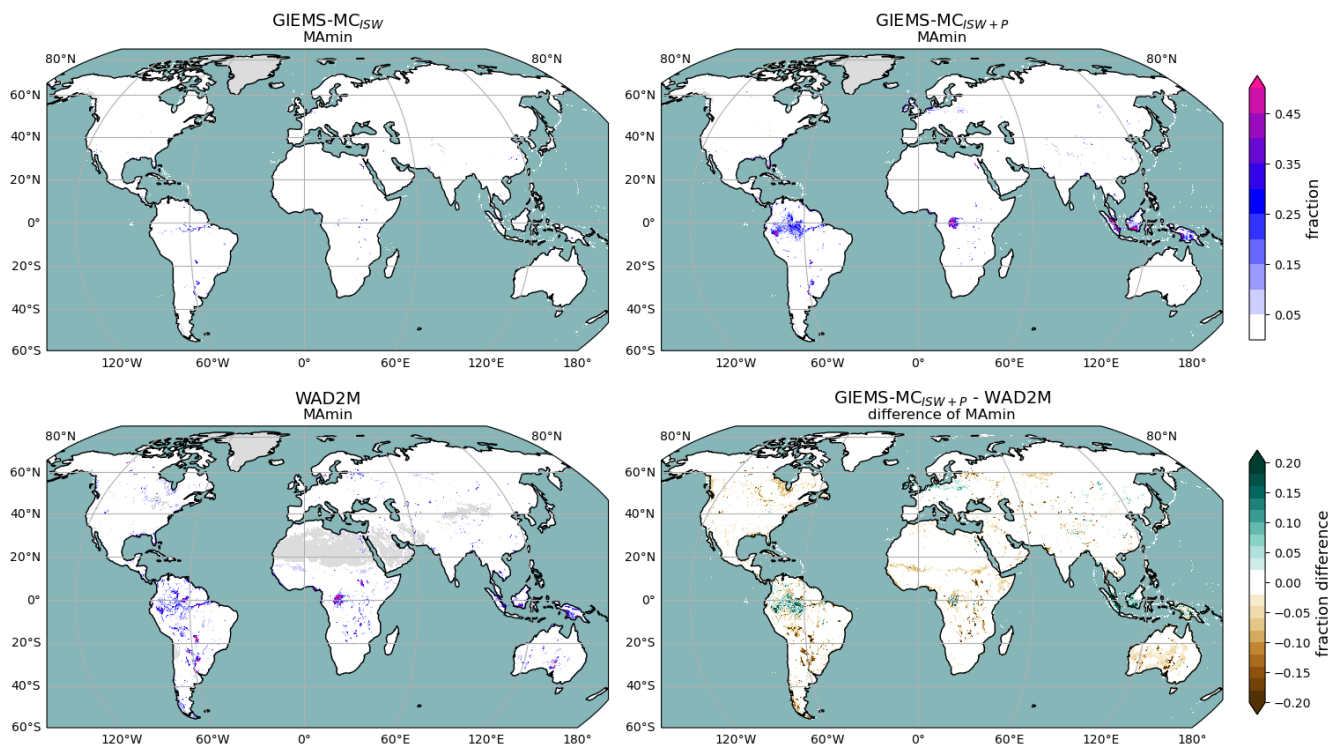 GIEMS-MC_{ISW}
MAmin
GIEMS-MC_{ISW+P}
MAmin
80°N 80°N 80°N 80°N
60°N 60°N
40°N 40°N
20°N 20°N
0° 0°
20°S 20°S
40°S 40°S
60°S 60°S
120°W 60°W 0° 60°E 120°E 180°
120°W 60°W 0° 60°E 120°E 180°
0.45
0.35
0.25
0.15
0.05
fraction
WAD2M
MAmin
GIEMS-MC_{ISW+P} - WAD2M
difference of MAmin
80°N 80°N 80°N 80°N
60°N 60°N
40°N 40°N
20°N 20°N
0° 0°
20°S 20°S
40°S 40°S
60°S 60°S
120°W 60°W 0° 60°E 120°E 180°
120°W 60°W 0° 60°E 120°E 180°
0.20
0.15
0.10
0.05
0.00
−0.05
−0.10
−0.15
−0.20
fraction difference